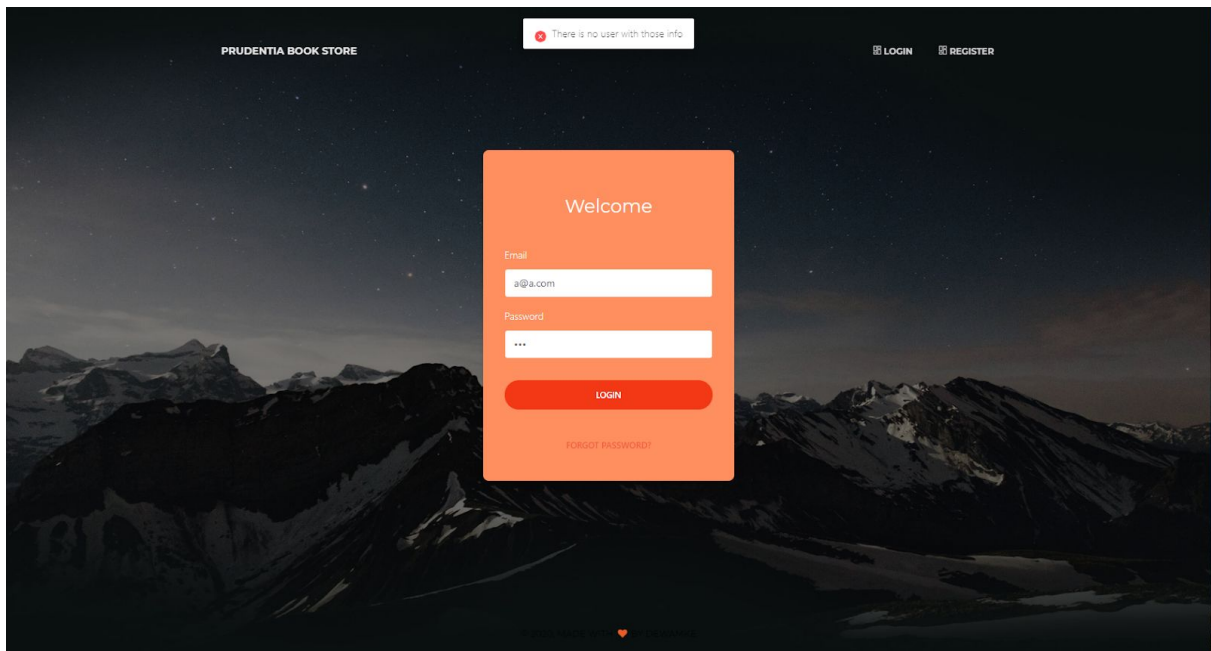 There is no user with those info
PRUDENTIA BOOK STORE
LOGIN
REGISTER
Welcome
Email
a@a.com
Password
•••
LOGIN
FORGOT PASSWORD?